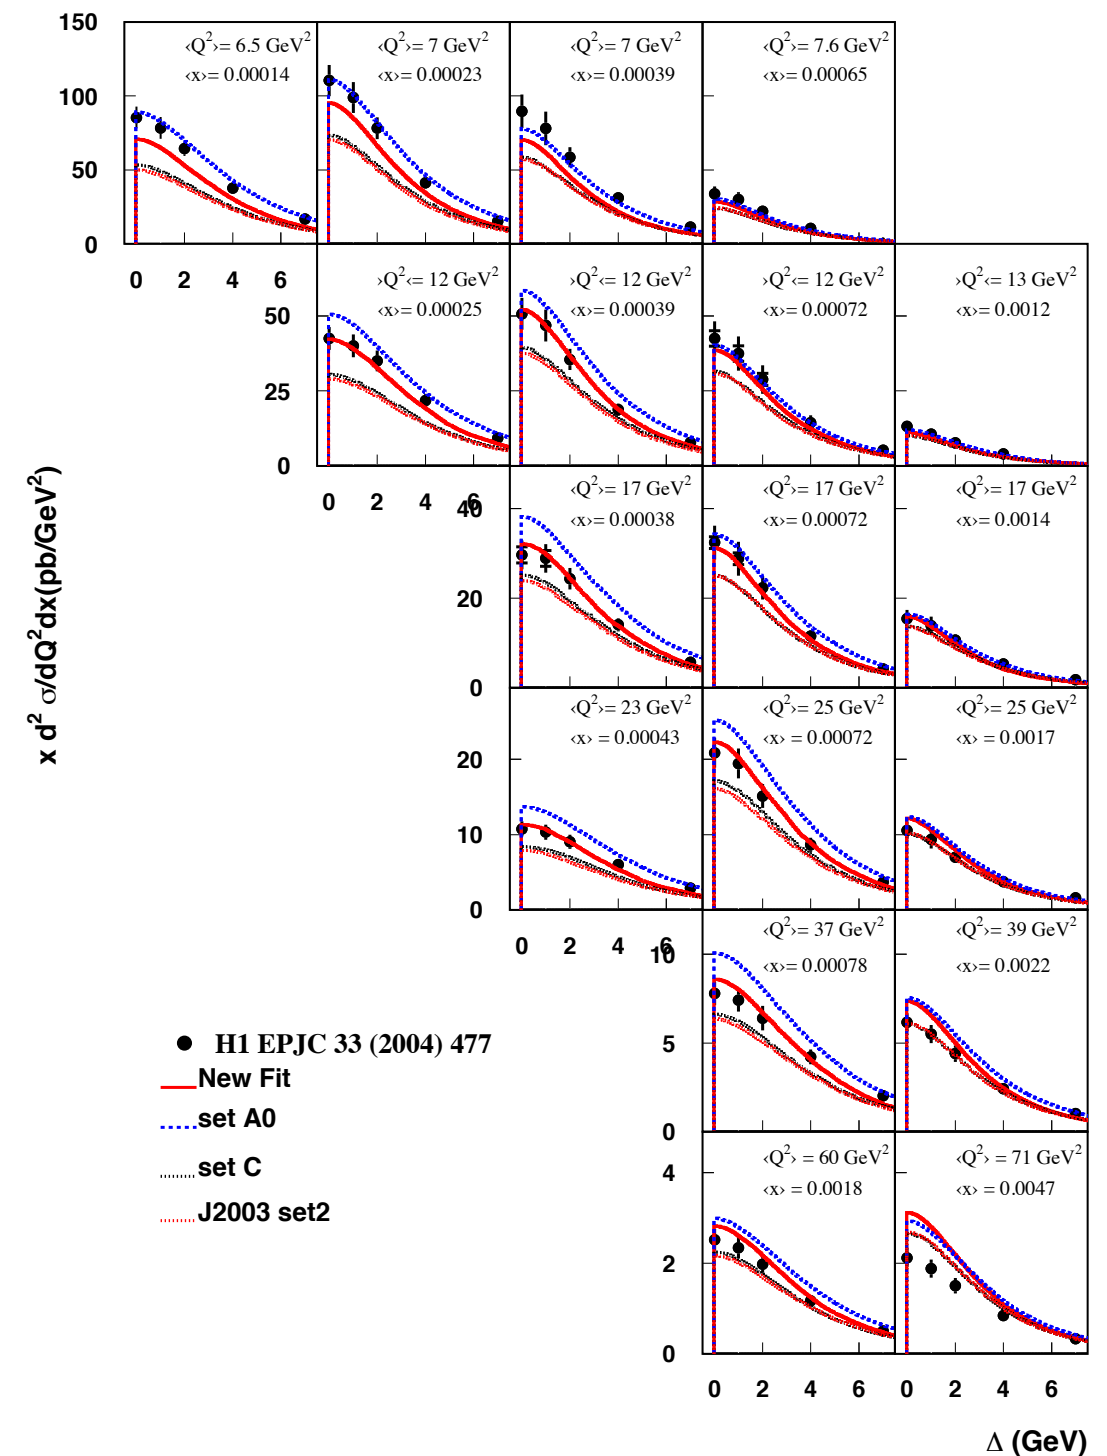 150
100
50
0
‹Q²›= 6.5 GeV²
‹x›= 0.00014
‹Q²›= 7 GeV²
‹x›= 0.00023
‹Q²›= 7 GeV²
‹x›= 0.00039
‹Q²›= 7.6 GeV²
‹x›= 0.00065
0 2 4 6
50
25
0
›Q²‹= 12 GeV²
‹x›= 0.00025
›Q²‹= 12 GeV²
‹x›= 0.00039
›Q²‹= 12 GeV²
‹x›= 0.00072
›Q²‹= 13 GeV²
‹x›= 0.0012
0 2 4 6
40
20
0
‹Q²›= 17 GeV²
‹x›= 0.00038
‹Q²›= 17 GeV²
‹x›= 0.00072
‹Q²›= 17 GeV²
‹x›= 0.0014
x d² σ/dQ²dx(pb/GeV²)
20
10
0
‹Q²›= 23 GeV²
‹x› = 0.00043
‹Q²›= 25 GeV²
‹x›= 0.00072
‹Q²›= 25 GeV²
‹x› = 0.0017
0 2 4 6
10
5
0
‹Q²›= 37 GeV²
‹x›= 0.00078
‹Q²›= 39 GeV²
‹x›= 0.0022
H1 EPJC 33 (2004) 477
New Fit
set A0
set C
J2003 set2
4
2
0
‹Q²› = 60 GeV²
‹x› = 0.0018
‹Q²› = 71 GeV²
‹x› = 0.0047
0 2 4 6
0 2 4 6
Δ (GeV)